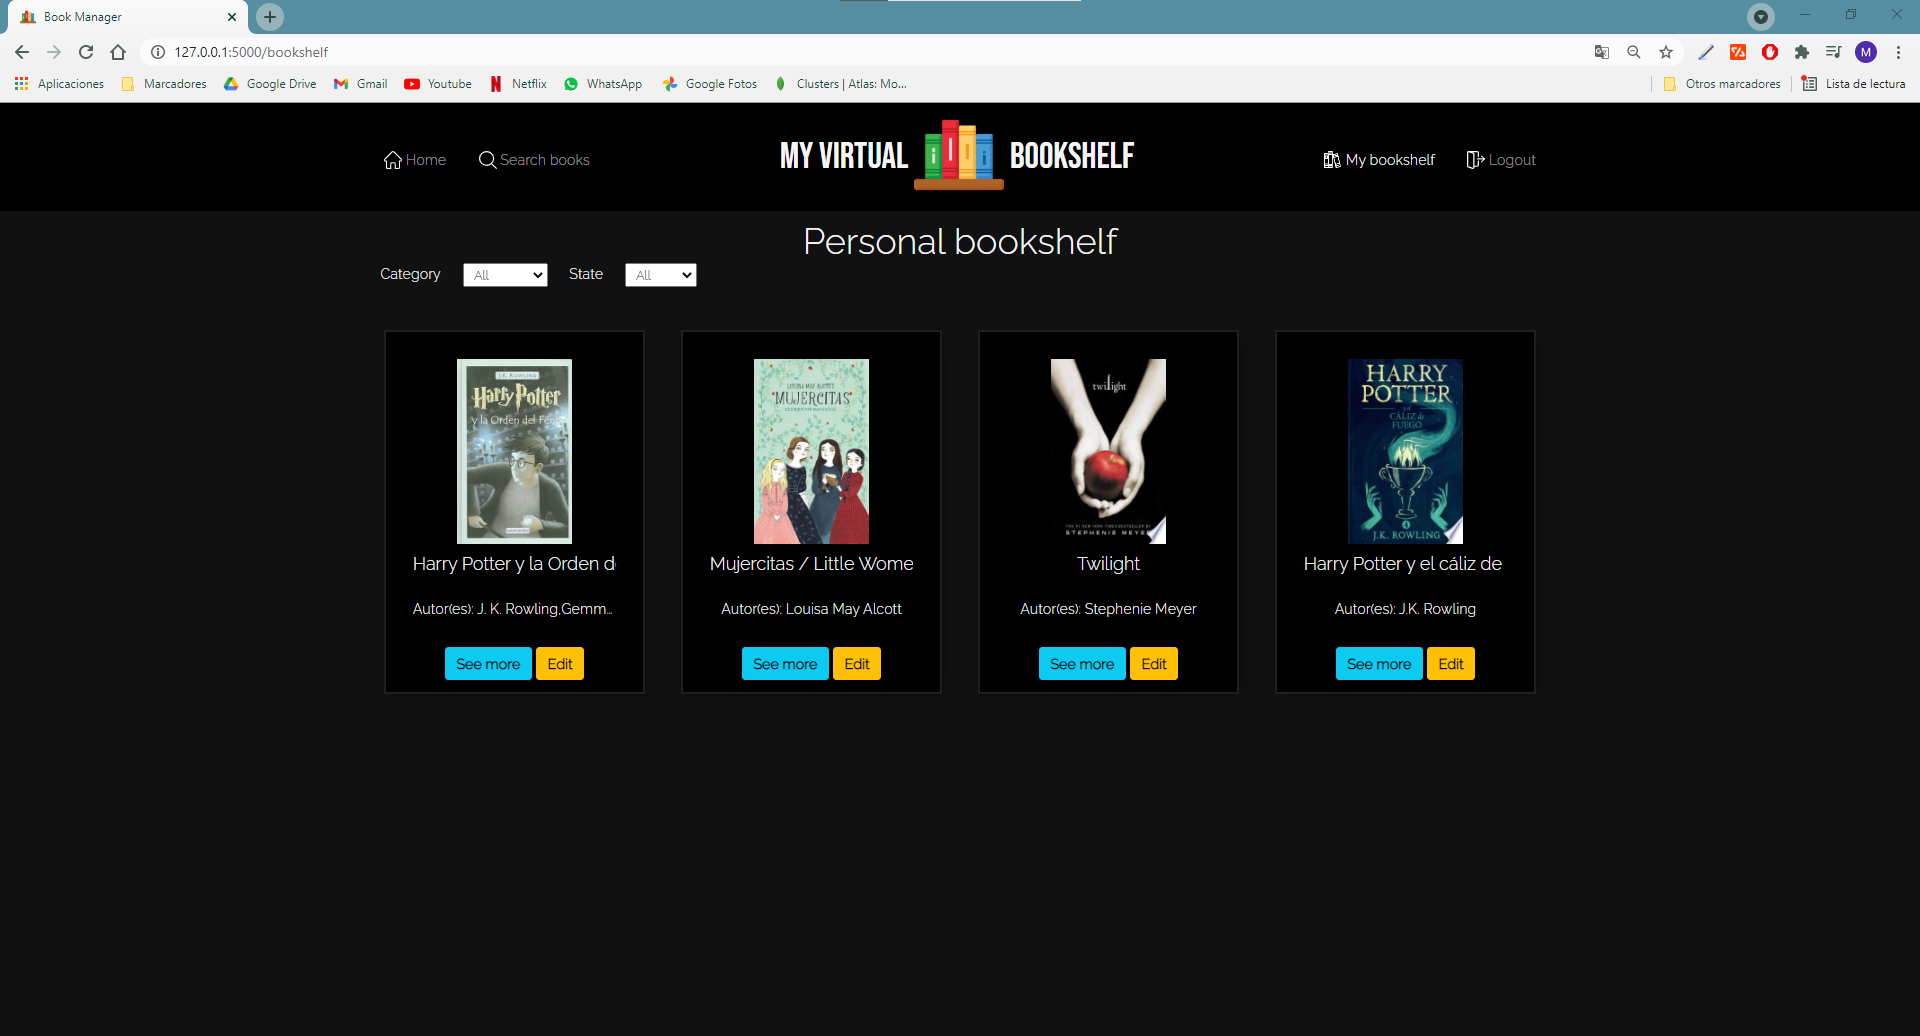 Book Manager
127.0.0.1:5000/bookshelf
M
Aplicaciones Marcadores Google Drive Gmail Youtube Netflix WhatsApp Google Fotos Clusters | Atlas: Mo... Otros marcadores Lista de lectura
Home Search books MY VIRTUAL BOOKSHELF My bookshelf Logout
Personal bookshelf
Category All State All
J.K. ROWLING
Harry Potter
y la Orden del Fénix
LOUISA MAY ALCOTT
MUJERCITAS
twilight
STEPHENIE MEYE
HARRY
POTTER
y el
CÁLIZ de
FUEGO
4
J.K. ROWLING
Harry Potter y la Orden d
Mujercitas / Little Wome
Twilight
Harry Potter y el cáliz de
Autor(es): J. K. Rowling,Gemm...
Autor(es): Louisa May Alcott
Autor(es): Stephenie Meyer
Autor(es): J.K. Rowling
See more Edit
See more Edit
See more Edit
See more Edit